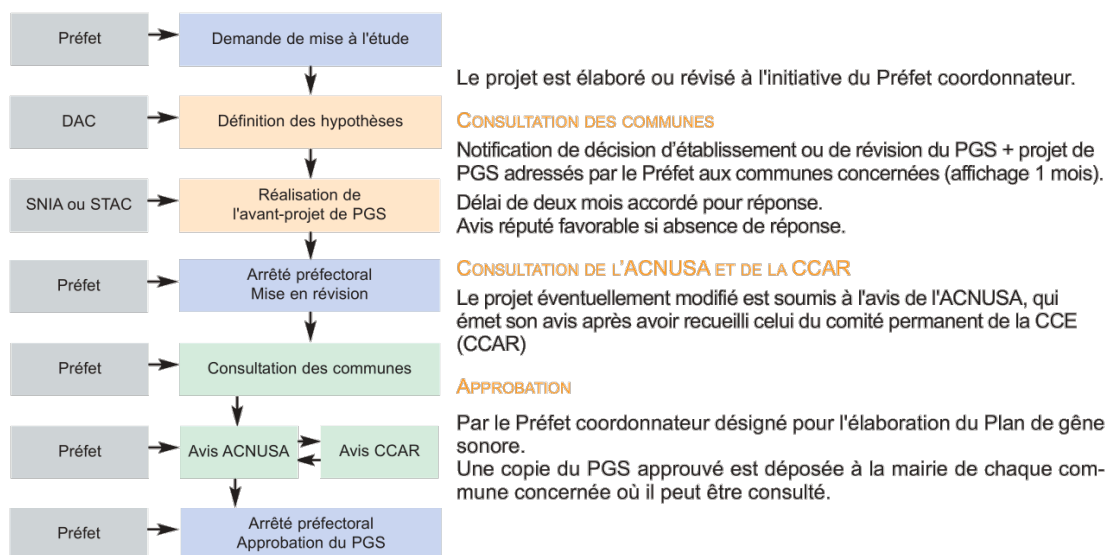 Préfet
Demande de mise à l'étude
DAC
Définition des hypothèses
SNIA ou STAC
Réalisation de
l'avant-projet de PGS
Préfet
Arrêté préfectoral
Mise en révision
Préfet
Consultation des communes
Préfet
Avis ACNUSA
Avis CCAR
Préfet
Arrêté préfectoral
Approbation du PGS
Le projet est élaboré ou révisé à l'initiative du Préfet coordonnateur.
CONSULTATION DES COMMUNES
Notification de décision d'établissement ou de révision du PGS + projet de
PGS adressés par le Préfet aux communes concernées (affichage 1 mois).
Délai de deux mois accordé pour réponse.
Avis réputé favorable si absence de réponse.
CONSULTATION DE L'ACNUSA ET DE LA CCAR
Le projet éventuellement modifié est soumis à l'avis de l'ACNUSA, qui
émet son avis après avoir recueilli celui du comité permanent de la CCE
(CCAR)
APPROBATION
Par le Préfet coordonnateur désigné pour l'élaboration du Plan de gêne
sonore.
Une copie du PGS approuvé est déposée à la mairie de chaque com-
mune concernée où il peut être consulté.